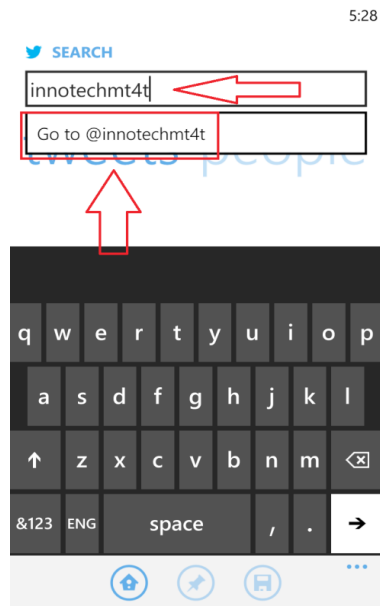 5:28
SEARCH
innotechmt4t
Go to @innotechmt4t
tweets people
q w e r t y u i o p
a s d f g h j k l
z x c v b n m
&123 ENG space , .